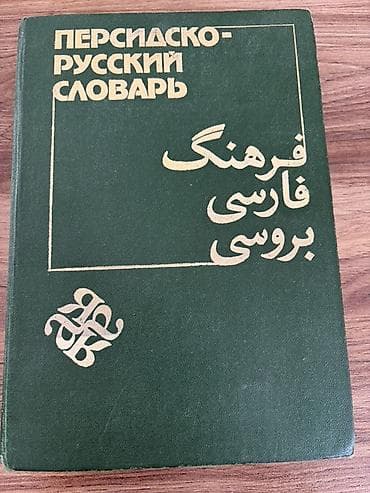 ПЕРСИДСКО-
РУССКИЙ
СЛОВАРЬ
فرهنگ
فارسی
بروسی